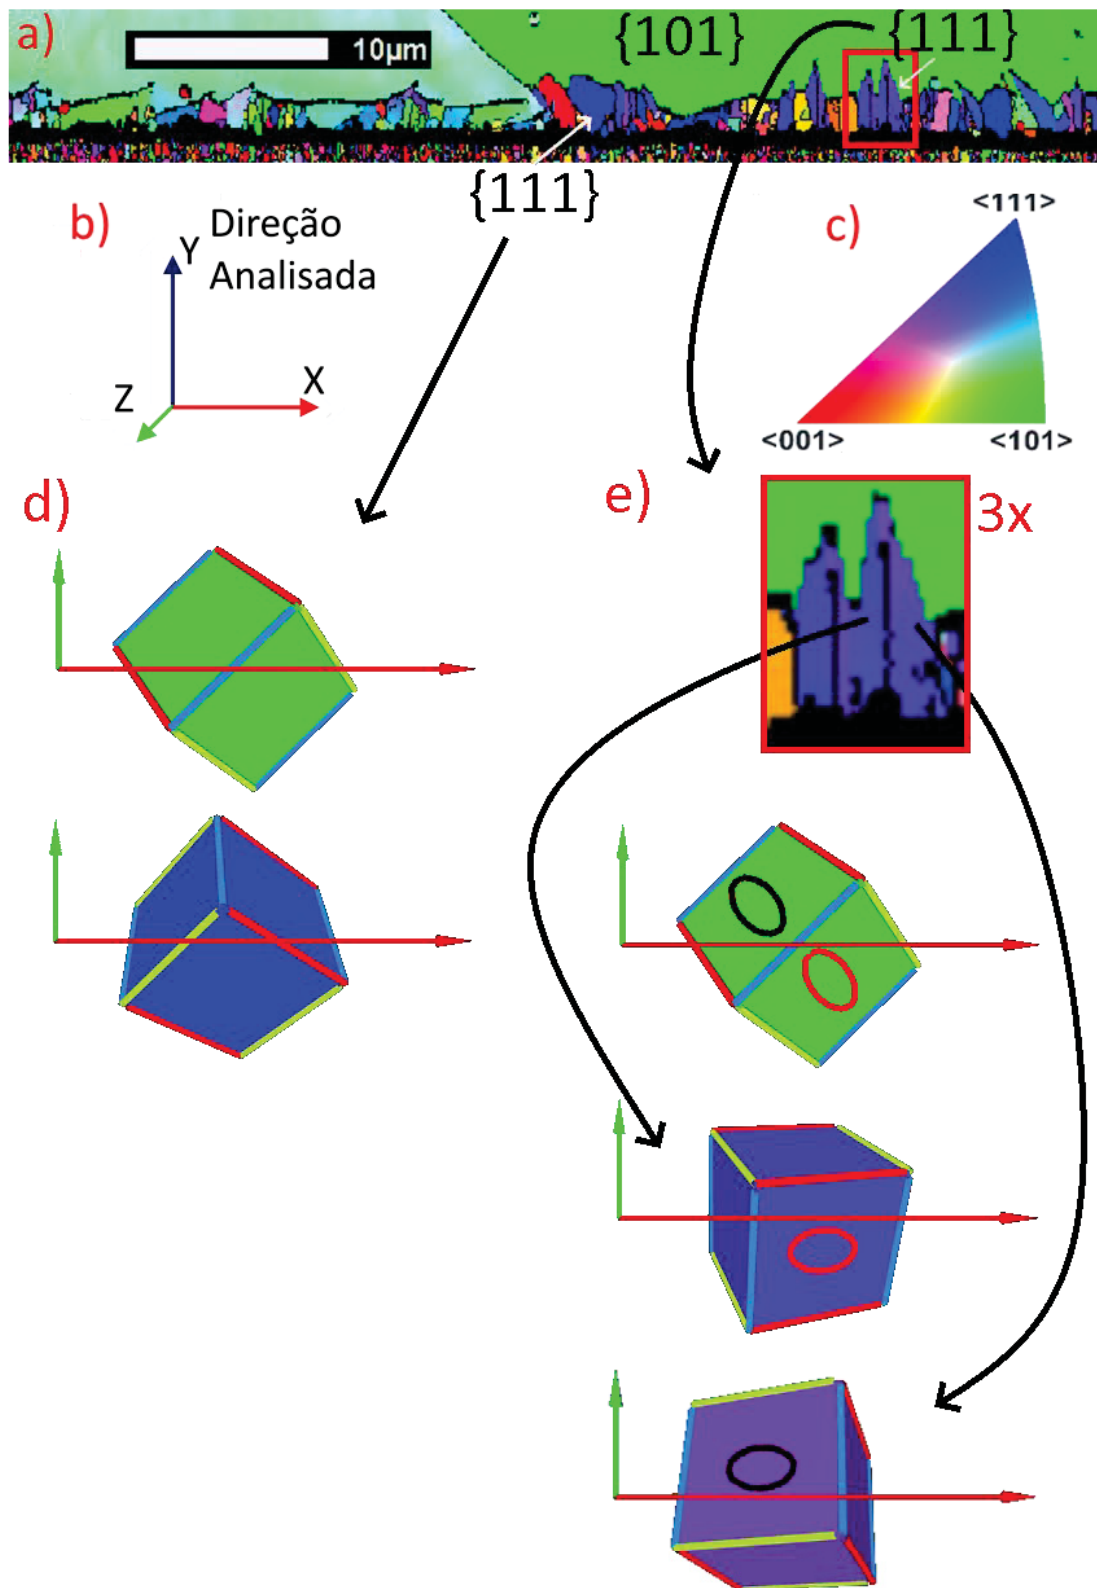 a)
10µm
{101}
{111}
{111}
b)
Y
Direção
Analisada
Z
X
c)
<111>
<001>
<101>
d)
e)
3x